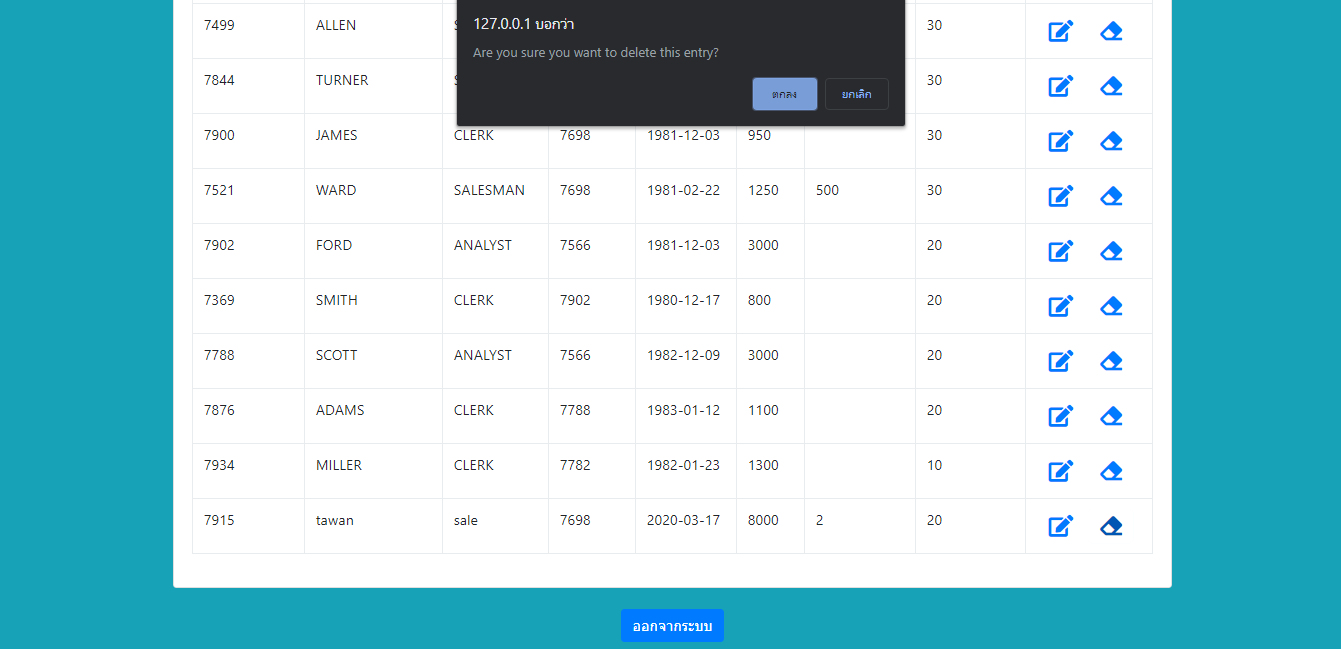 127.0.0.1 บอกว่า
Are you sure you want to delete this entry?
ตกลง ยกเลิก
7499 ALLEN 30
7844 TURNER 30
7900 JAMES CLERK 7698 1981-12-03 950 30
7521 WARD SALESMAN 7698 1981-02-22 1250 500 30
7902 FORD ANALYST 7566 1981-12-03 3000 20
7369 SMITH CLERK 7902 1980-12-17 800 20
7788 SCOTT ANALYST 7566 1982-12-09 3000 20
7876 ADAMS CLERK 7788 1983-01-12 1100 20
7934 MILLER CLERK 7782 1982-01-23 1300 10
7915 tawan sale 7698 2020-03-17 8000 2 20
ออกจากระบบ